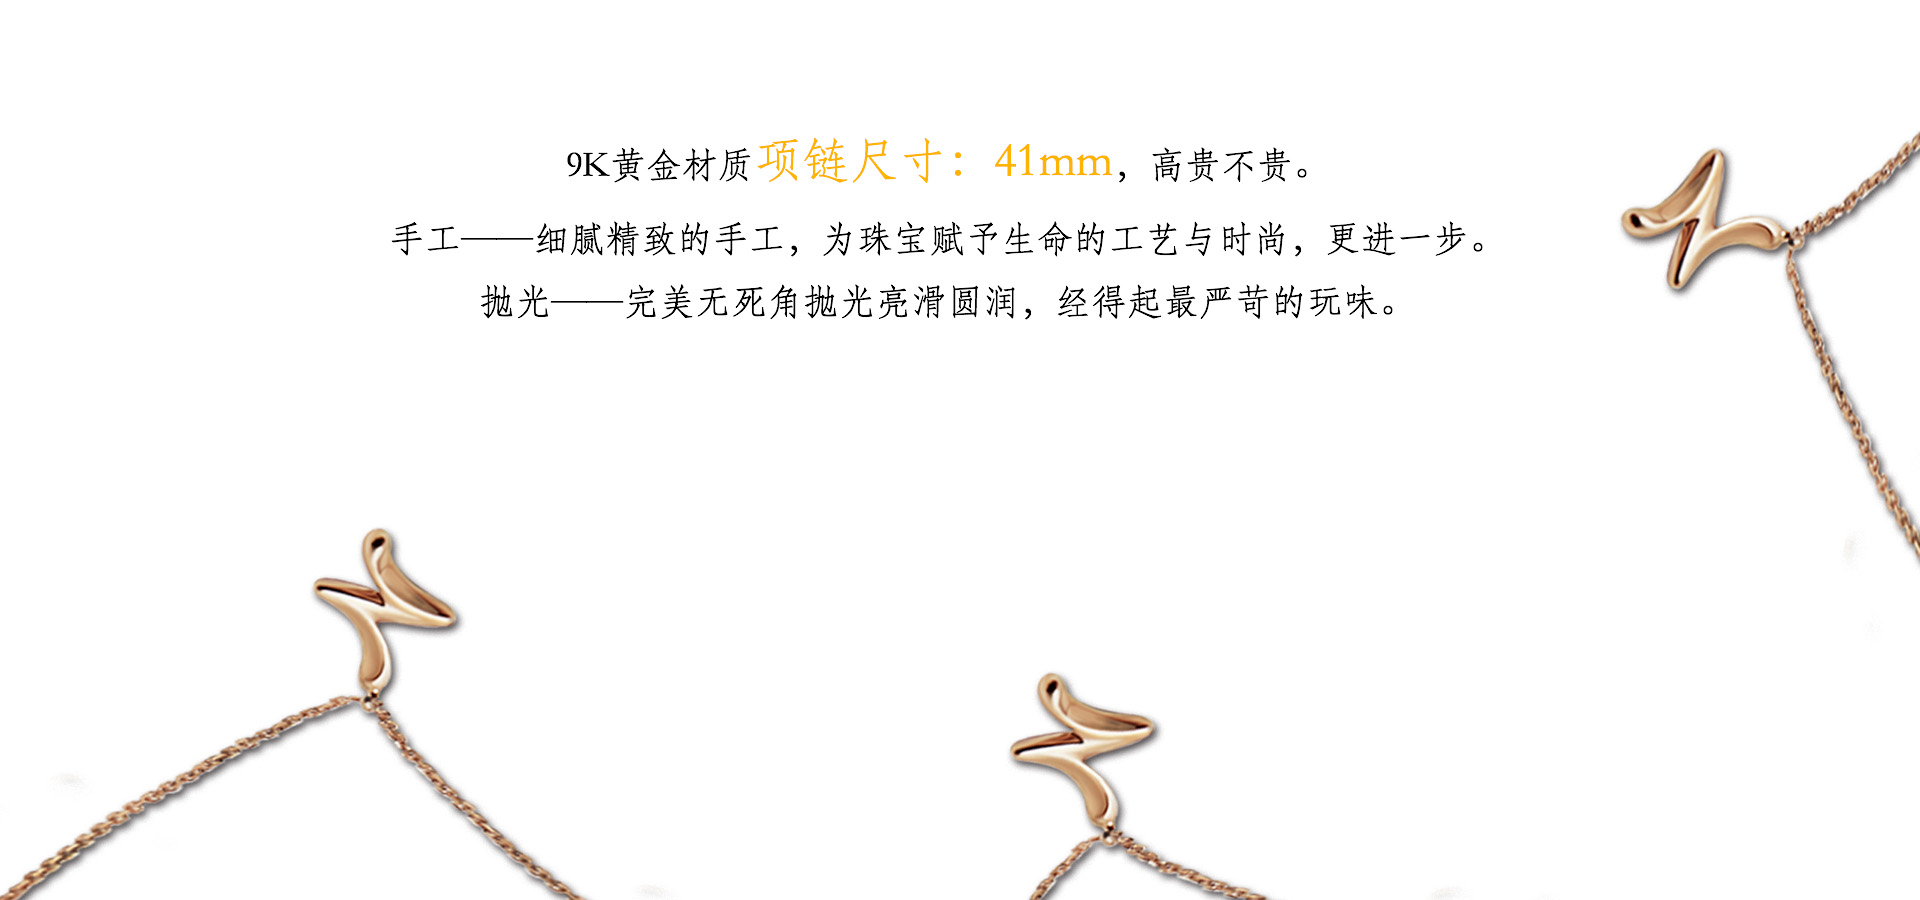 9K黄金材质项链尺寸：41mm，高贵不贵。
手工——细腻精致的手工，为珠宝赋予生命的工艺与时尚，更进一步。
抛光——完美无死角抛光亮滑圆润，经得起最严苛的玩味。